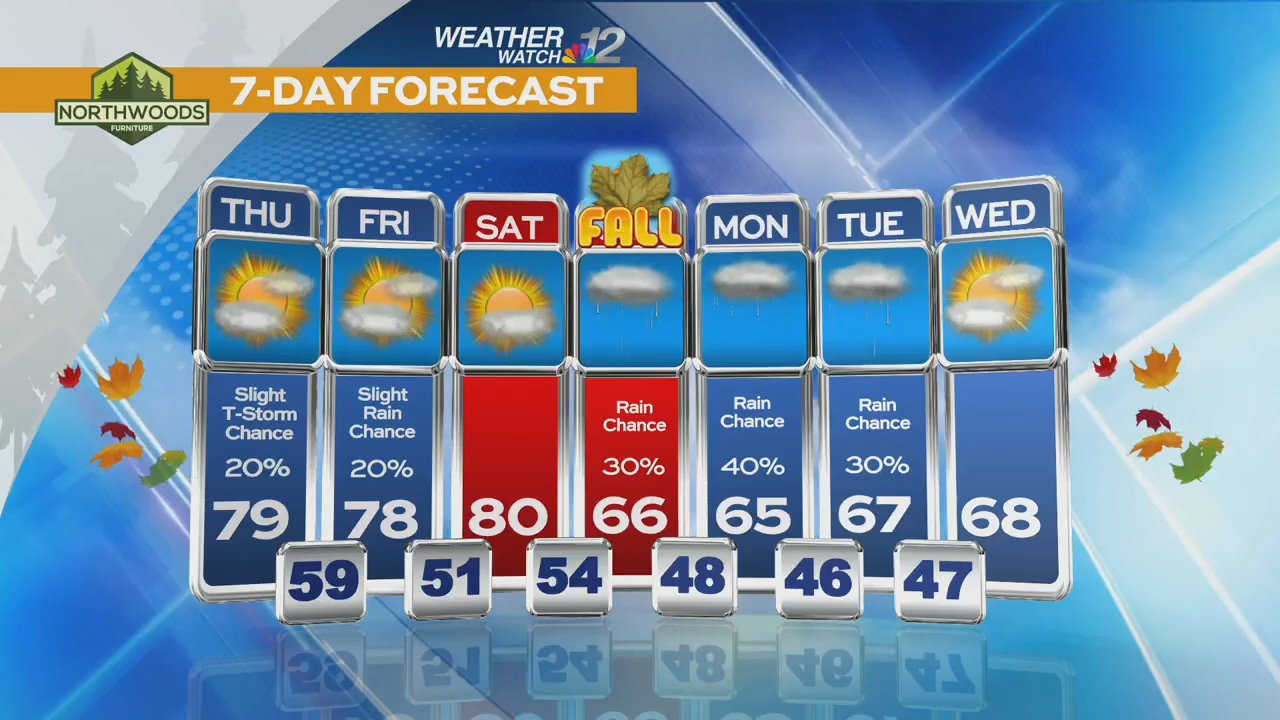 WEATHER
WATCH 12
7-DAY FORECAST
NORTHWOODS
FURNITURE
THU
FRI
SAT
FALL
MON
TUE
WED
Slight
T-Storm
Chance
20%
79
Slight
Rain
Chance
20%
78
80
Rain
Chance
30%
66
Rain
Chance
40%
65
Rain
Chance
30%
67
68
59
51
54
48
46
47